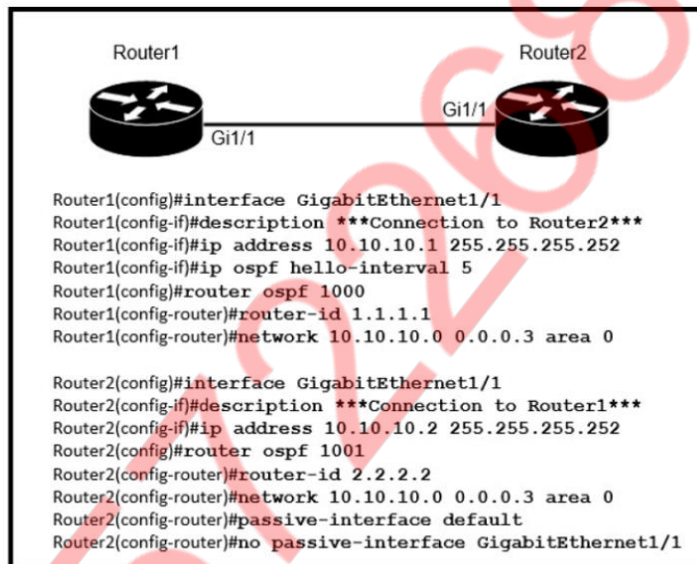 Router1 Router2
Gi1/1
Gi1/1
Router1(config)#interface GigabitEthernet1/1
Router1(config-if)#description ***Connection to Router2***
Router1(config-if)#ip address 10.10.10.1 255.255.255.252
Router1(config-if)#ip ospf hello-interval 5
Router1(config)#router ospf 1000
Router1(config-router)#router-id 1.1.1.1
Router1(config-router)#network 10.10.10.0 0.0.0.3 area 0
Router2(config)#interface GigabitEthernet1/1
Router2(config-if)#description ***Connection to Router1***
Router2(config-if)#ip address 10.10.10.2 255.255.255.252
Router2(config)#router ospf 1001
Router2(config-router)#router-id 2.2.2.2
Router2(config-router)#network 10.10.10.0 0.0.0.3 area 0
Router2(config-router)#passive-interface default
Router2(config-router)#no passive-interface GigabitEthernet1/1